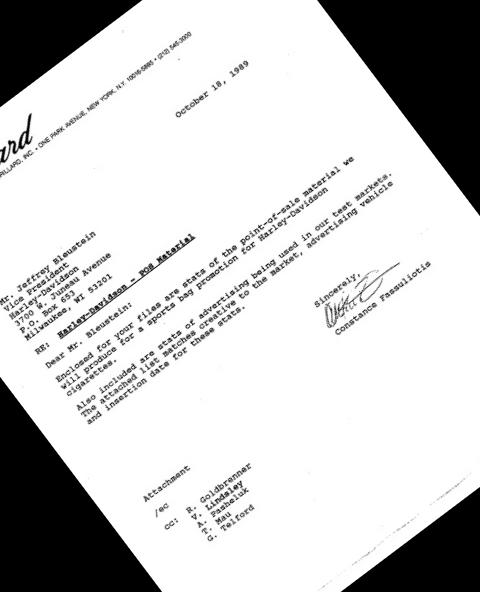 ard
RILLARD, INC. • ONE PARK AVENUE, NEW YORK, N.Y. 10016-5895 • (212) 545-3000
October 18, 1989
Mr. Jeffrey Bleustein
Vice President
Harley-Davidson
3700 W. Juneau Avenue
P.O. Box 653
Milwaukee, WI 53201
RE: Harley-Davidson - POS Material
Dear Mr. Bleustein:
Enclosed for your files are stats of the point-of-sale material we
will produce for a sports bag promotion for Harley-Davidson
cigarettes.
Also included are stats of advertising being used in our test markets.
The attached list matches creative to the market, advertising vehicle
and insertion date for these stats.
Sincerely,
Constance Fassuliotis
Attachment
/ec
cc: R. Goldbrenner
V. Lindsley
A. Pasheluk
T. Mau
G. Telford